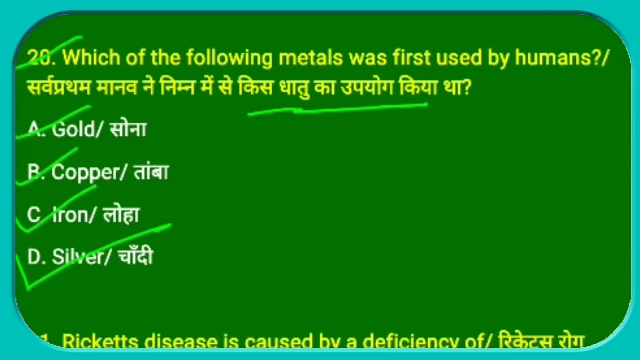 20. Which of the following metals was first used by humans?/
सर्वप्रथम मानव ने निम्न में से किस धातु का उपयोग किया था?
A. Gold/ सोना
B. Copper/ तांबा
C Iron/ लोहा
D. Silver/ चाँदी
1. Ricketts disease is caused by a deficiency of/ रिकेटस रोग